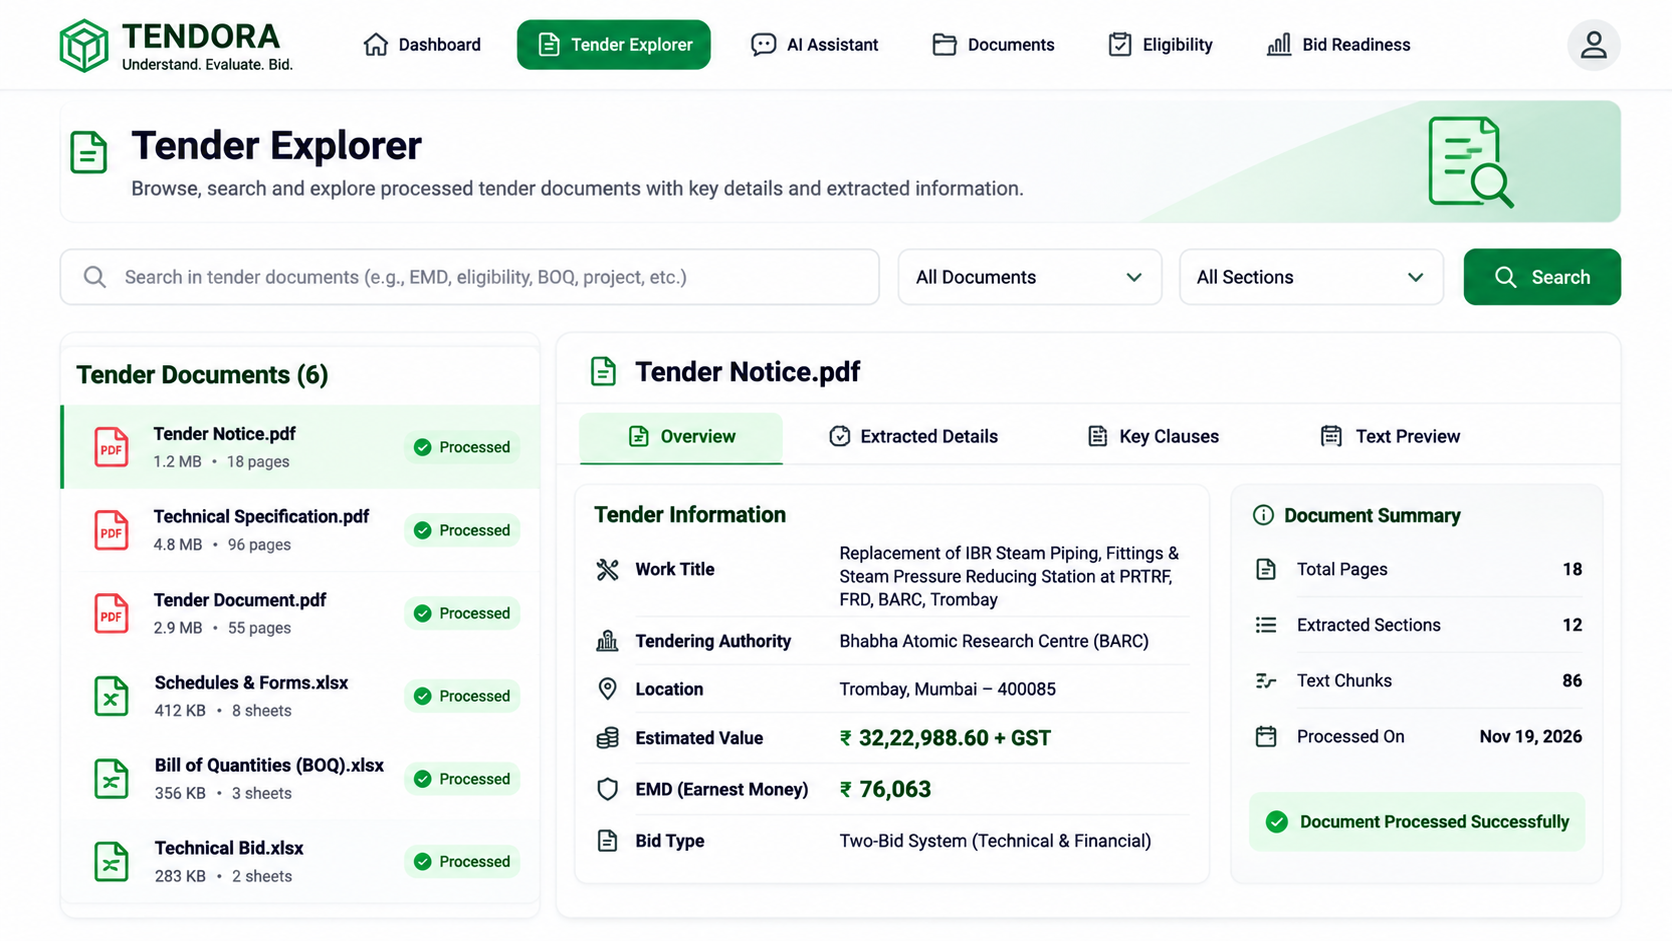 TENDORA
Understand. Evaluate. Bid.
Dashboard
Tender Explorer
AI Assistant
Documents
Eligibility
Bid Readiness
Tender Explorer
Browse, search and explore processed tender documents with key details and extracted information.
Search in tender documents (e.g., EMD, eligibility, BOQ, project, etc.)
All Documents
All Sections
Search
Tender Documents (6)
PDF
Tender Notice.pdf
1.2 MB • 18 pages
Processed
PDF
Technical Specification.pdf
4.8 MB • 96 pages
Processed
PDF
Tender Document.pdf
2.9 MB • 55 pages
Processed
Schedules & Forms.xlsx
412 KB • 8 sheets
Processed
Bill of Quantities (BOQ).xlsx
356 KB • 3 sheets
Processed
Technical Bid.xlsx
283 KB • 2 sheets
Processed
Tender Notice.pdf
Overview
Extracted Details
Key Clauses
Text Preview
Tender Information
Work Title
Replacement of IBR Steam Piping, Fittings &
Steam Pressure Reducing Station at PRTRF,
FRD, BARC, Trombay
Tendering Authority
Bhabha Atomic Research Centre (BARC)
Location
Trombay, Mumbai – 400085
Estimated Value
₹ 32,22,988.60 + GST
EMD (Earnest Money)
₹ 76,063
Bid Type
Two-Bid System (Technical & Financial)
Document Summary
Total Pages
18
Extracted Sections
12
Text Chunks
86
Processed On
Nov 19, 2026
Document Processed Successfully